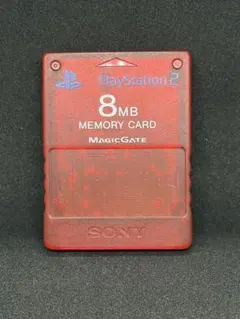 PlayStation 2
8MB
MEMORY CARD
MAGICGATE
SONY